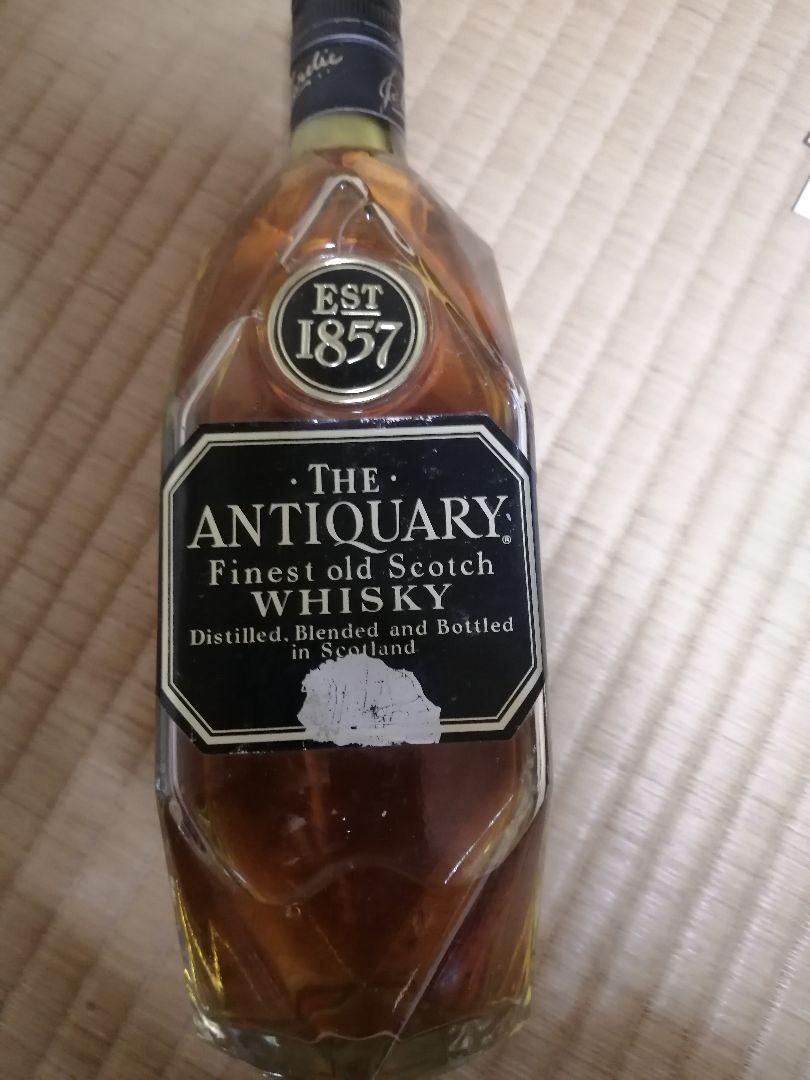 EST
1857
· THE ·
ANTIQUARY®
Finest old Scotch
WHISKY
Distilled, Blended and Bottled
in Scotland